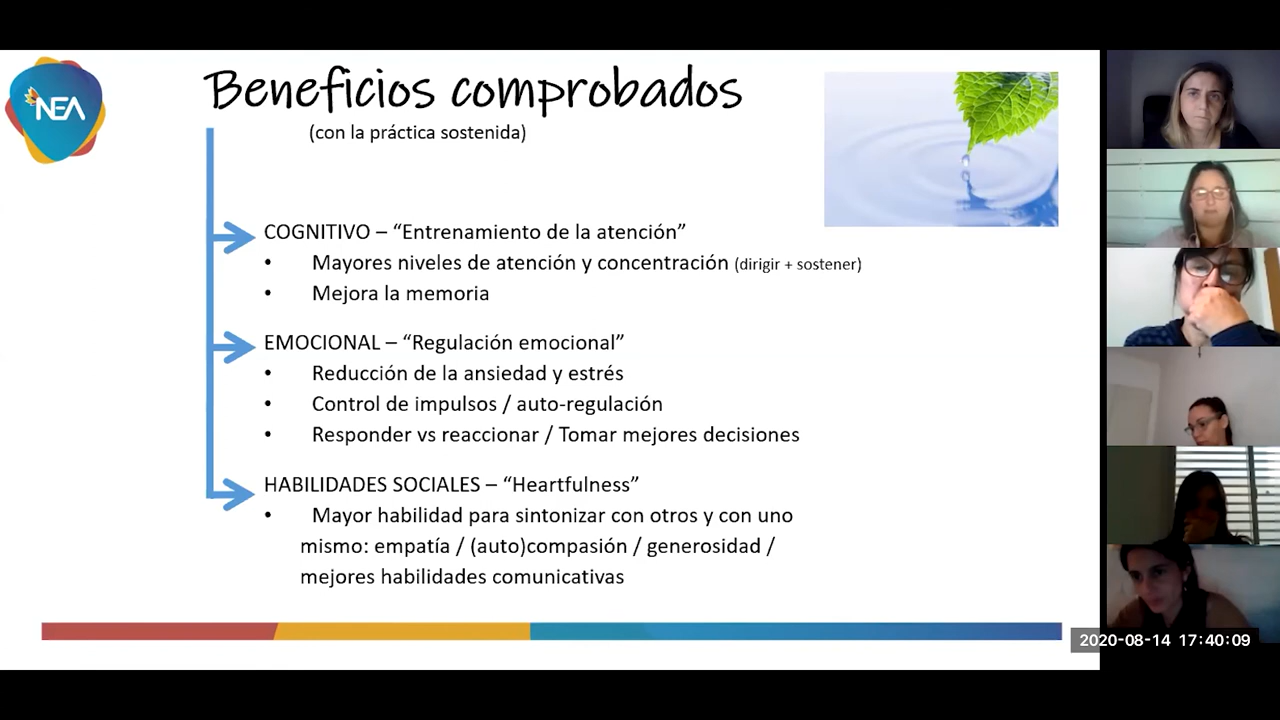 NEA
Beneficios comprobados
(con la práctica sostenida)
COGNITIVO – “Entrenamiento de la atención”
• Mayores niveles de atención y concentración (dirigir + sostener)
• Mejora la memoria
EMOCIONAL – “Regulación emocional”
• Reducción de la ansiedad y estrés
• Control de impulsos / auto-regulación
• Responder vs reaccionar / Tomar mejores decisiones
HABILIDADES SOCIALES – “Heartfulness”
• Mayor habilidad para sintonizar con otros y con uno
mismo: empatía / (auto)compasión / generosidad /
mejores habilidades comunicativas
2020-08-14 17:40:09